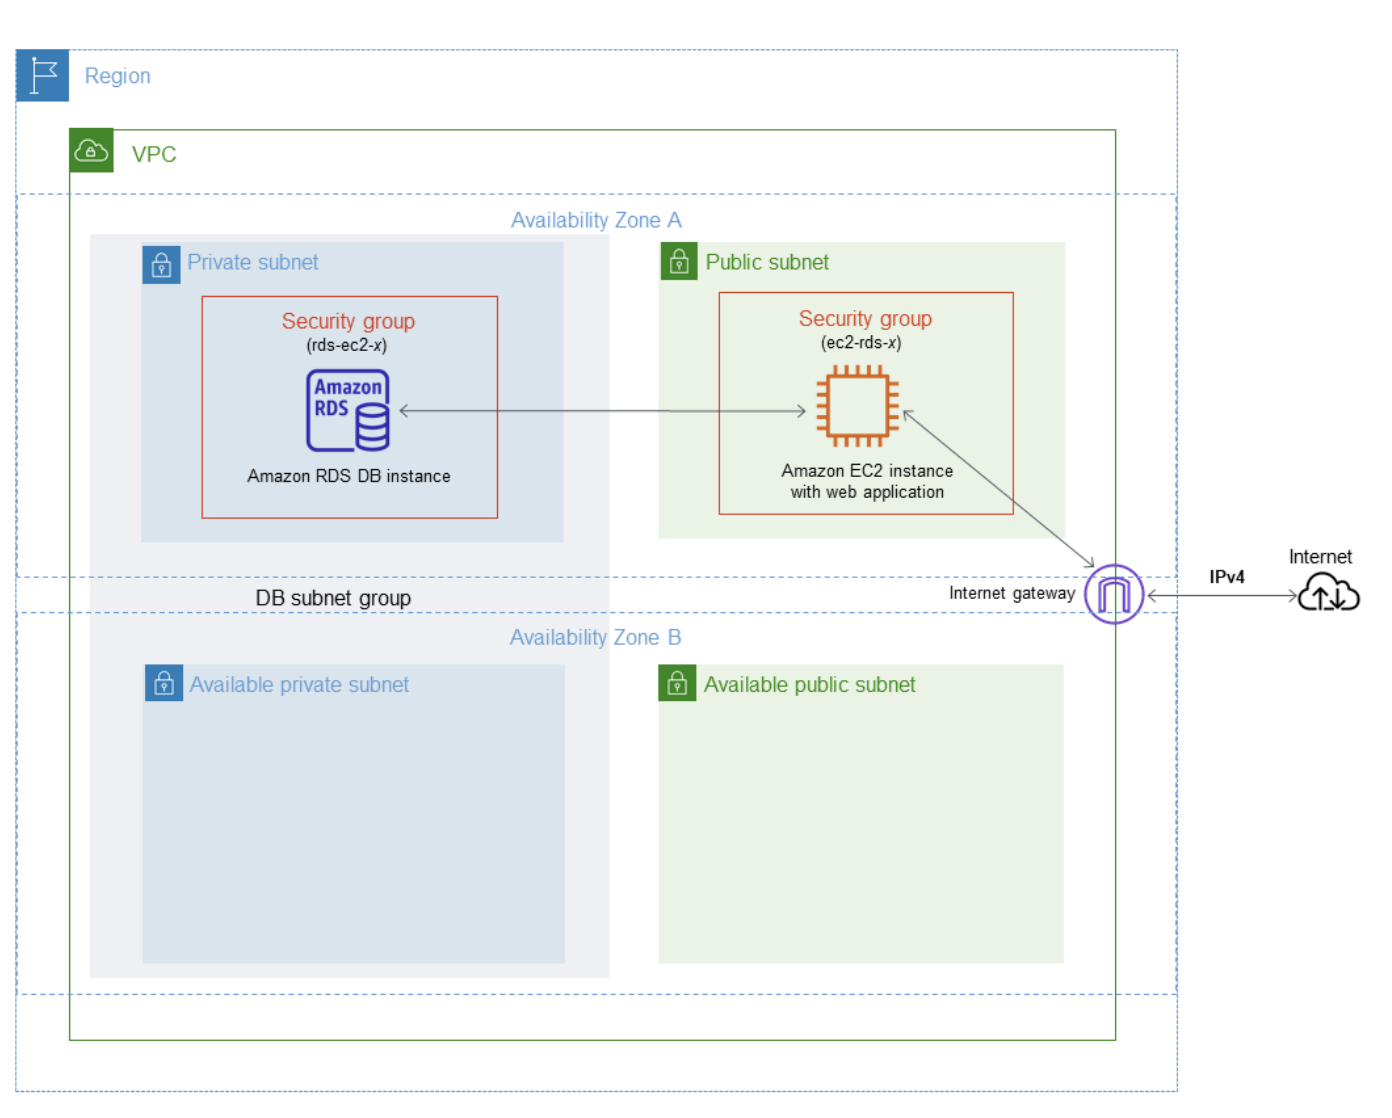 Region
VPC
Availability Zone A
Private subnet
Public subnet
Security group
(rds-ec2-x)
Security group
(ec2-rds-x)
Amazon
RDS
Amazon RDS DB instance
Amazon EC2 instance
with web application
Internet
IPv4
Internet gateway
DB subnet group
Availability Zone B
Available private subnet
Available public subnet